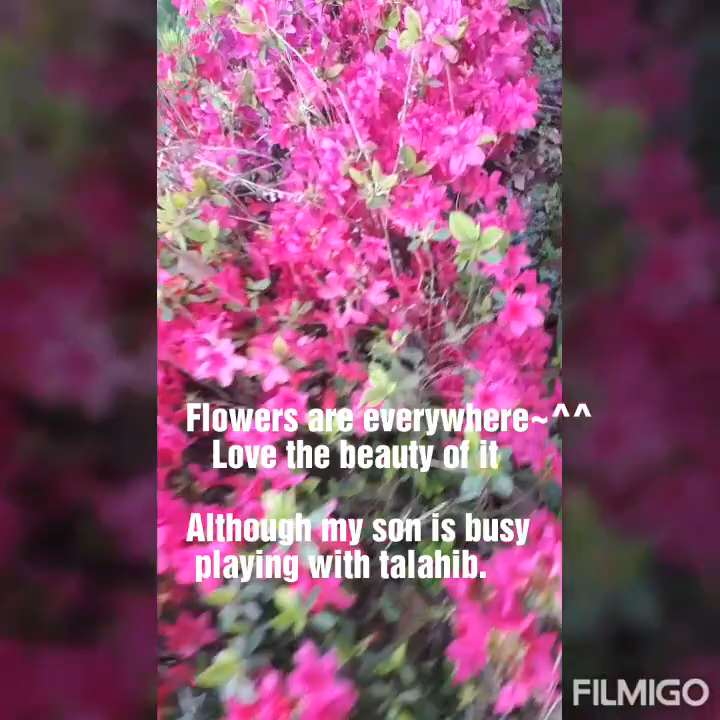 Flowers are everywhere~^^
Love the beauty of it
Although my son is busy
playing with talahib.
FILMIGO